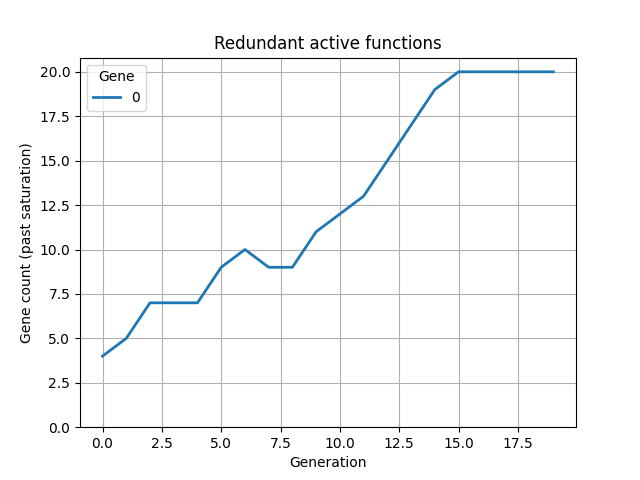 Redundant active functions
Gene
0
Gene count (past saturation)
20.0
17.5
15.0
12.5
10.0
7.5
5.0
2.5
0.0
0.0 2.5 5.0 7.5 10.0 12.5 15.0 17.5
Generation